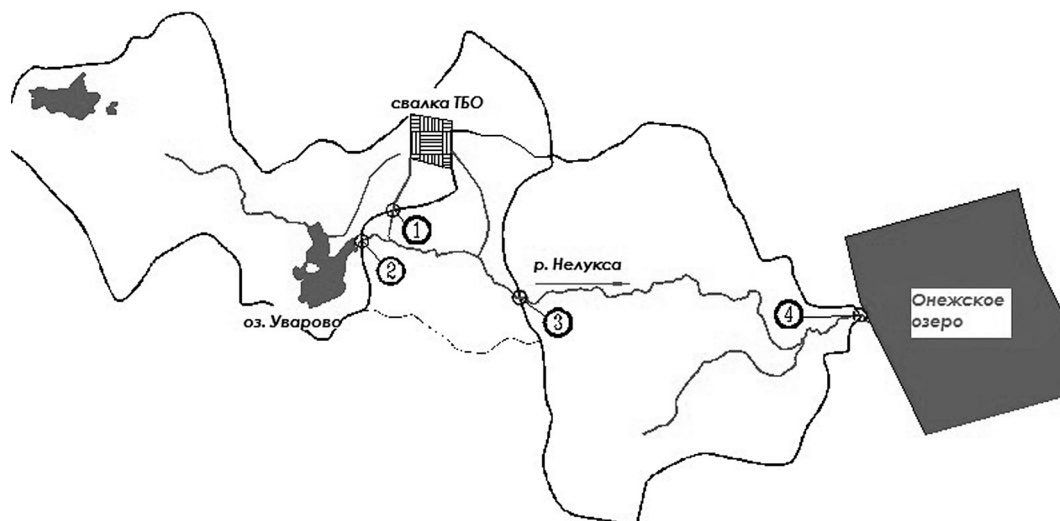 свалка ТБО
1
2
оз. Уварово
р. Нелукса
3
4
Онежское
озеро